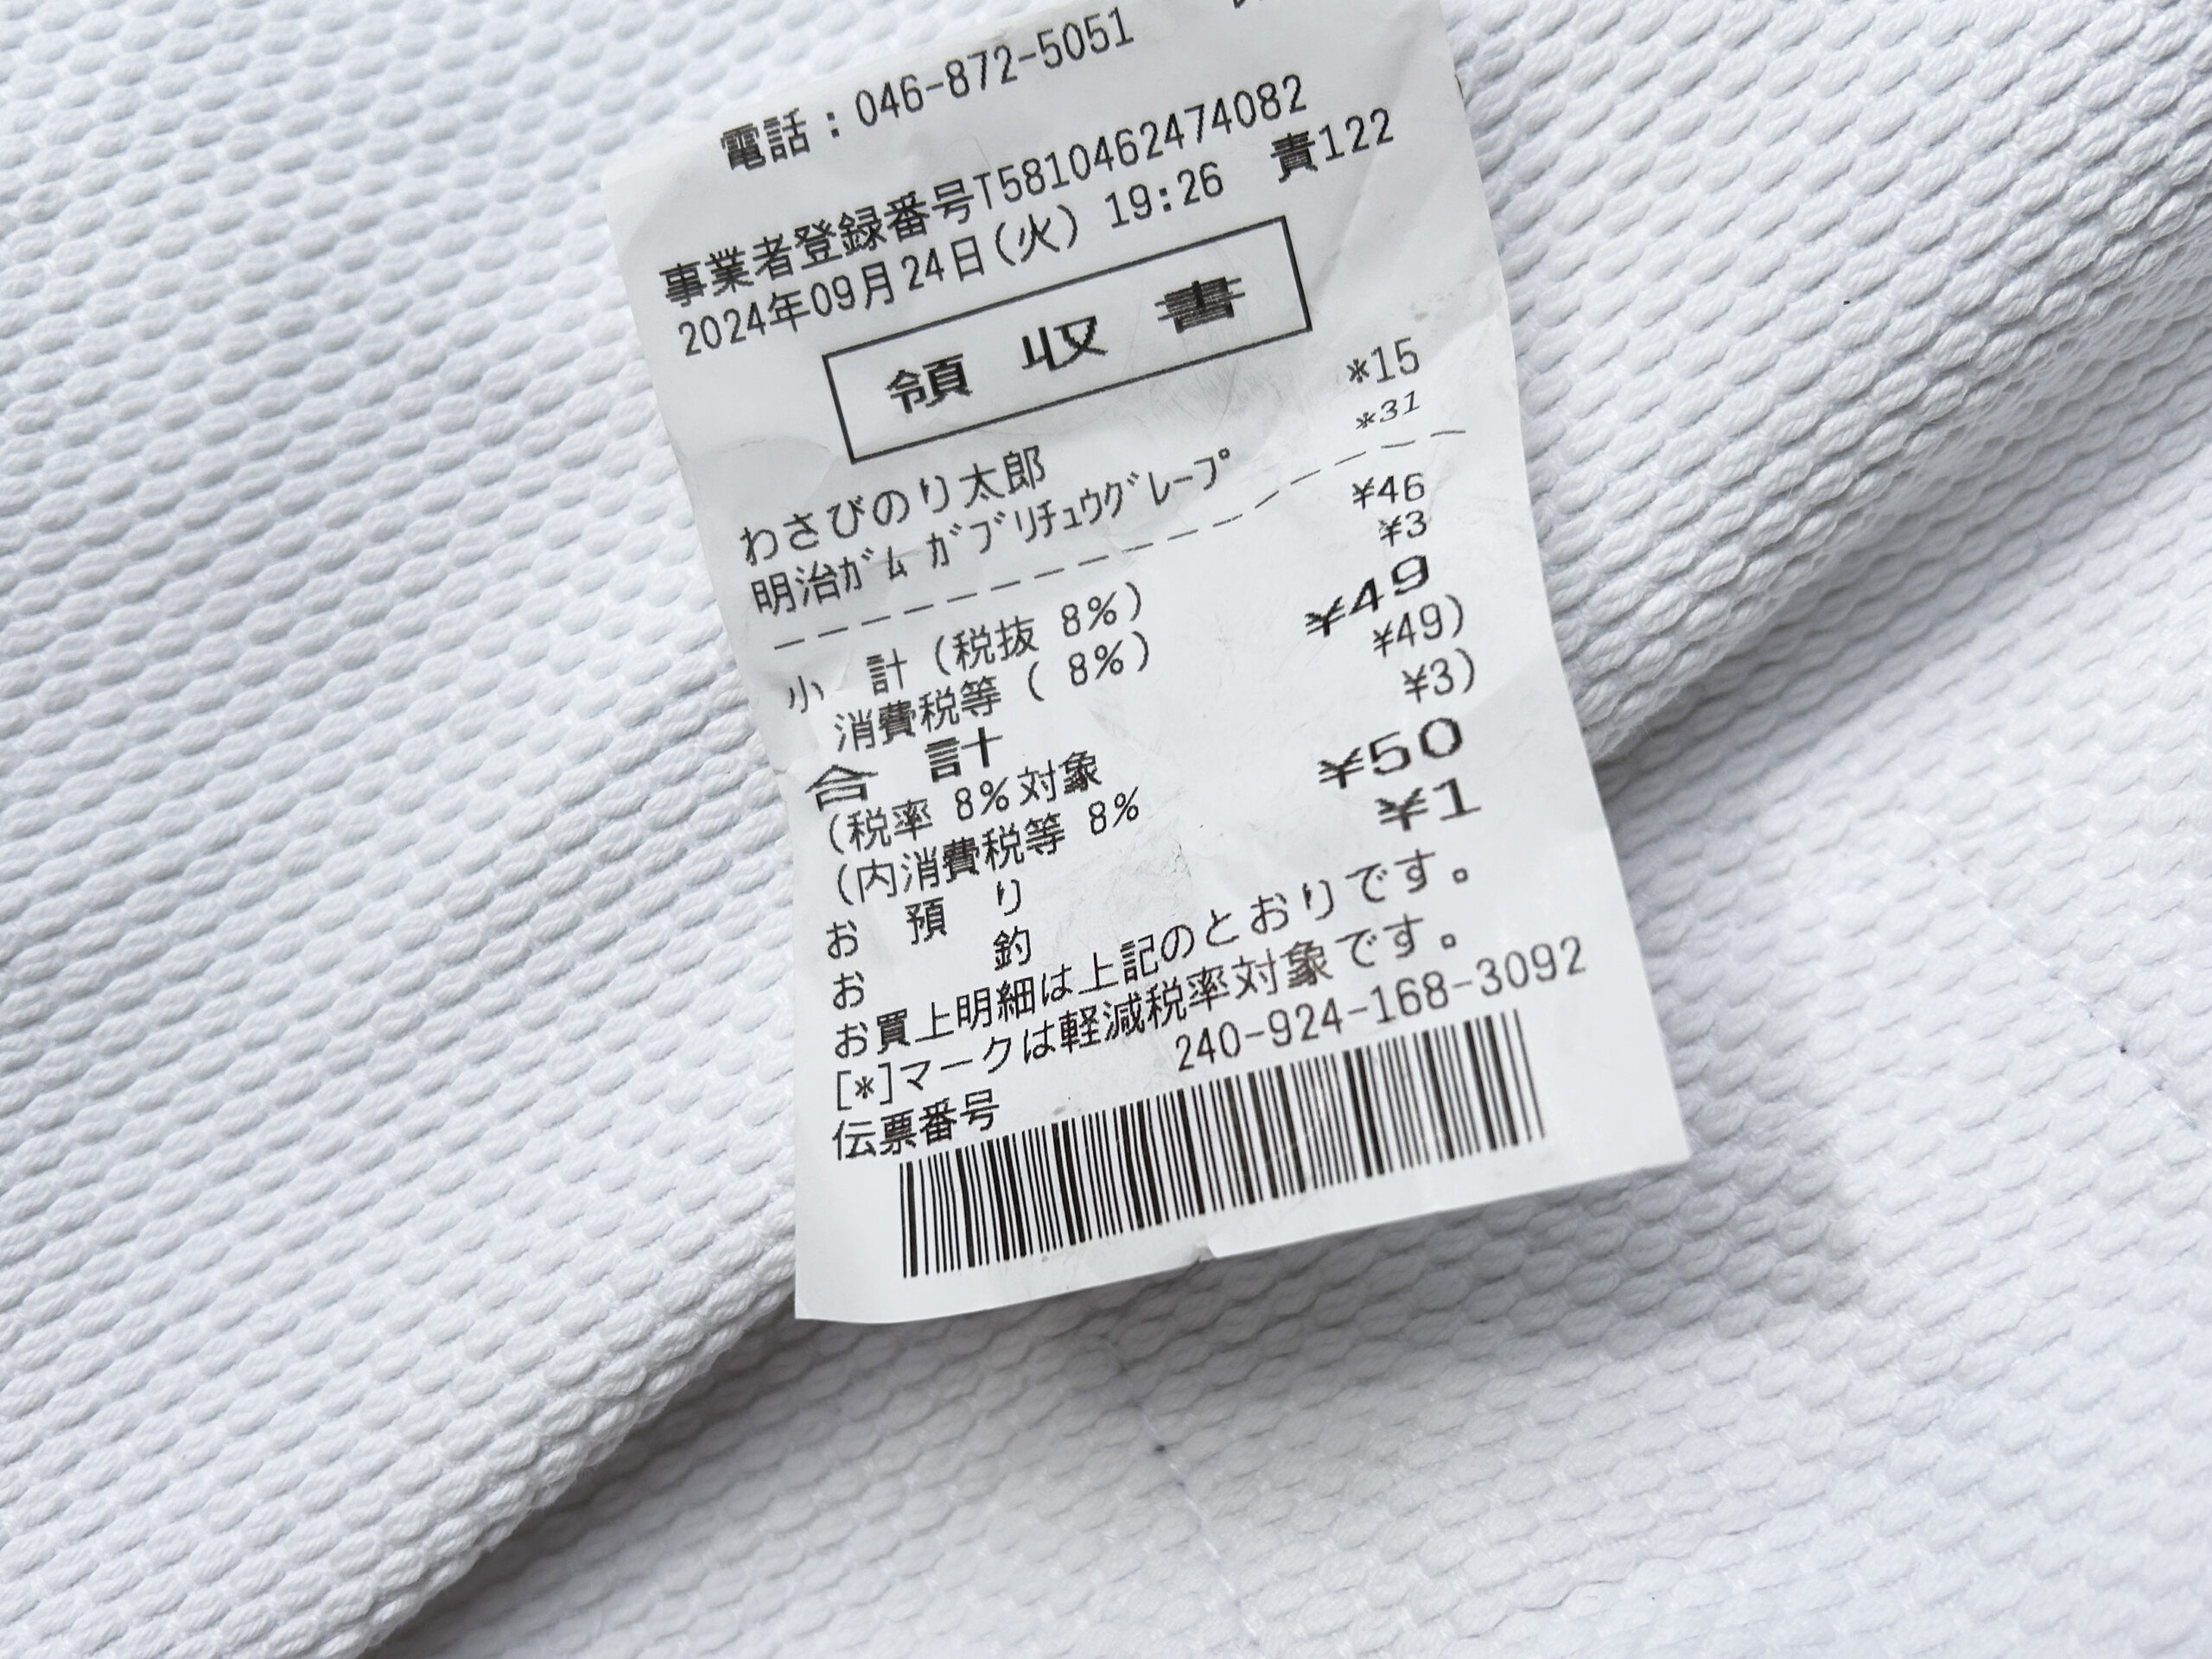 電話：046-872-5051
事業者登録番号T5810462474082
2024年09月24日(火) 19:26 責122
領収書
わさびのり太郎 *15
明治ｶﾞﾑ ｶﾞﾌﾞﾘﾁｭｳｸﾞﾚｰﾌﾟ *31
小 計(税抜 8%) ¥46
消費税等( 8%) ¥3
合 計 ¥49
(税率 8%対象 ¥49)
(内消費税等 8% ¥3)
お 預 り ¥50
お 釣 ¥1
お買上明細は上記のとおりです。
[*]マークは軽減税率対象です。
伝票番号 240-924-168-3092